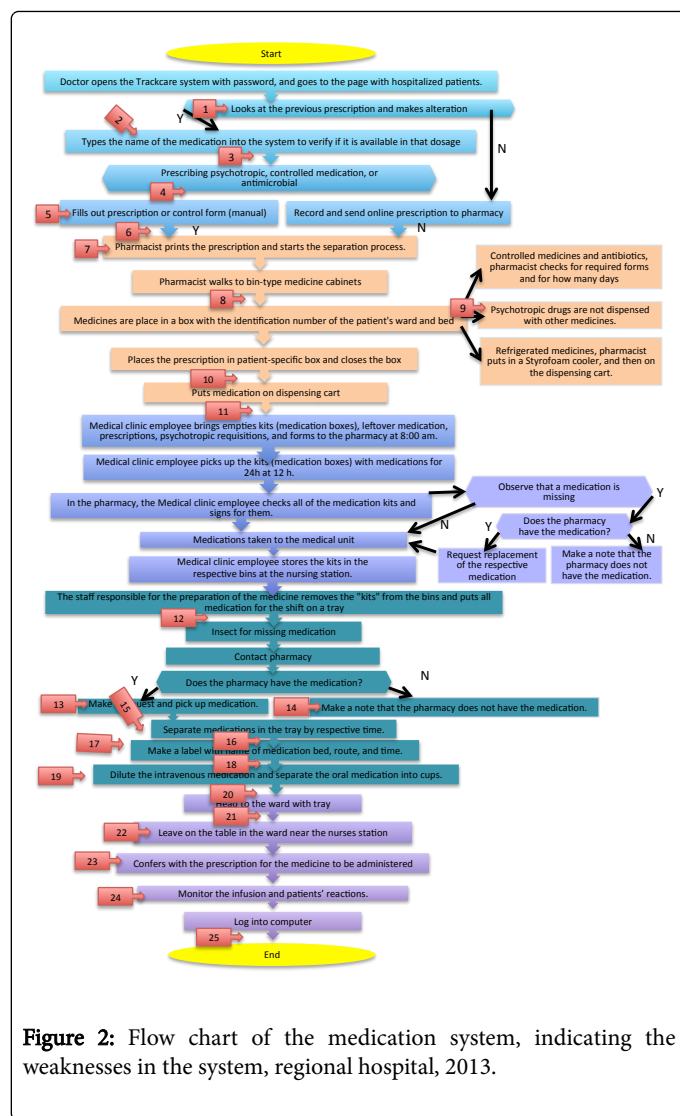 Start
Doctor opens the Trackcare system with password, and goes to the page with hospitalized patients.
1
Looks at the previous prescription and makes alteration
Y
2
N
Types the name of the medication into the system to verify if it is available in that dosage
3
Prescribing psychotropic, controlled medication, or
antimicrobial
4
5
Fills out prescription or control form (manual)
Record and send online prescription to pharmacy
6
Y
N
7
Pharmacist prints the prescription and starts the separation process.
Controlled medicines and antibiotics,
pharmacist checks for required forms
and for how many days
Pharmacist walks to bin-type medicine cabinets
8
9
Medicines are place in a box with the identification number of the patient's ward and bed
Psychotropic drugs are not dispensed
with other medicines.
Places the prescription in patient-specific box and closes the box
Refrigerated medicines, pharmacist
puts in a Styrofoam cooler, and then on
the dispensing cart.
10
Puts medication on dispensing cart
11
Medical clinic employee brings empties kits (medication boxes), leftover medication,
prescriptions, psychotropic requisitions, and forms to the pharmacy at 8:00 am.
Medical clinic employee picks up the kits (medication boxes) with medications for
24h at 12 h.
Observe that a medication is
missing
In the pharmacy, the Medical clinic employee checks all of the medication kits and
signs for them.
Y
N
Y
Does the pharmacy
have the medication?
N
Medications taken to the medical unit
Request replacement
of the respective
medication
Make a note that the
pharmacy does not
have the medication.
Medical clinic employee stores the kits in the
respective bins at the nursing station.
The staff responsible for the preparation of the medicine removes the "kits" from the bins and puts all
medication for the shift on a tray
12
Insect for missing medication
Contact pharmacy
Does the pharmacy have the medication?
Y
N
13
Make
uest and pick up medication.
14
Make a note that the pharmacy does not have the medication.
15
Separate medications in the tray by respective time.
16
17
Make a label with name of medication bed, route, and time.
18
19
Dilute the intravenous medication and separate the oral medication into cups.
20
Head to the ward with tray
21
22
Leave on the table in the ward near the nurses station
23
Confers with the prescription for the medicine to be administered
24
Monitor the infusion and patients' reactions.
Log into computer
25
End
Figure 2: Flow chart of the medication system, indicating the
weaknesses in the system, regional hospital, 2013.